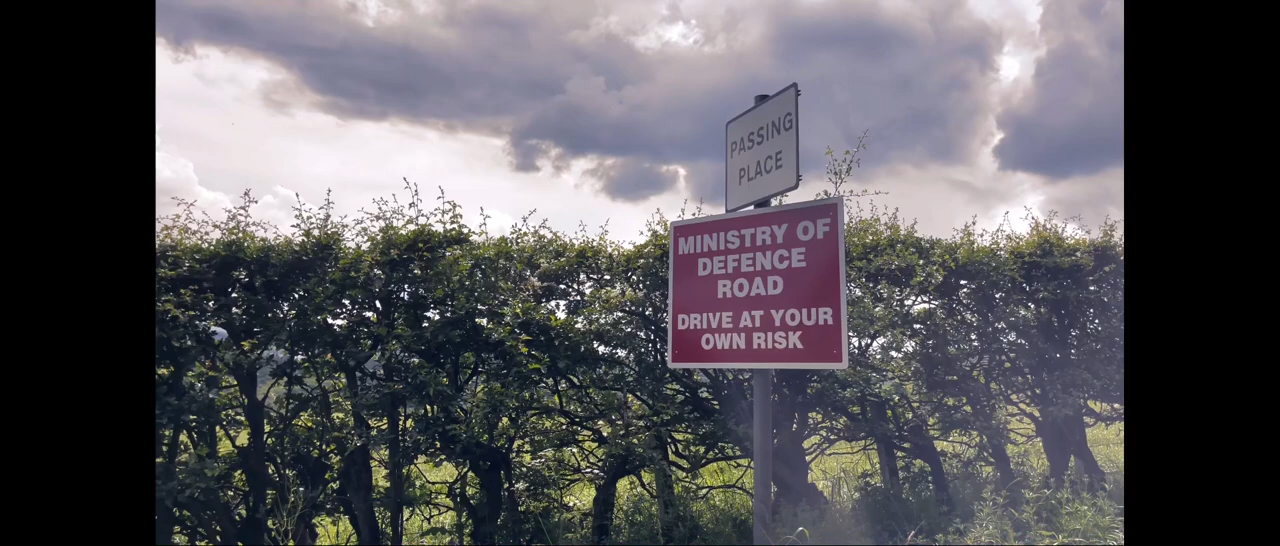 PASSING
PLACE
MINISTRY OF
DEFENCE
ROAD
DRIVE AT YOUR
OWN RISK